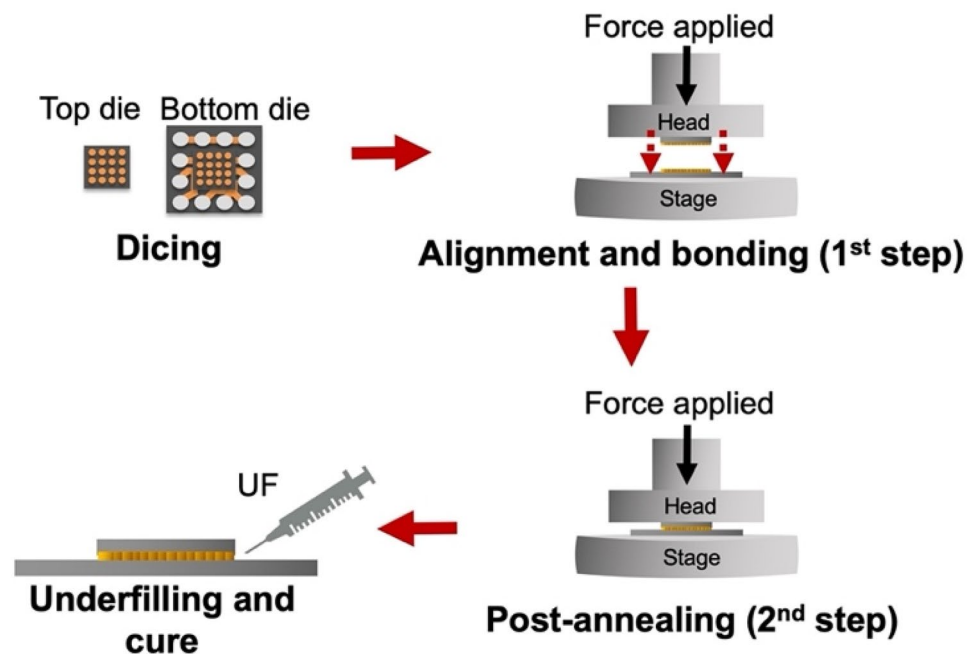 Top die
Bottom die
Dicing
Force applied
Head
Stage
Alignment and bonding (1st step)
Force applied
Head
Stage
Post-annealing (2nd step)
UF
Underfilling and
cure